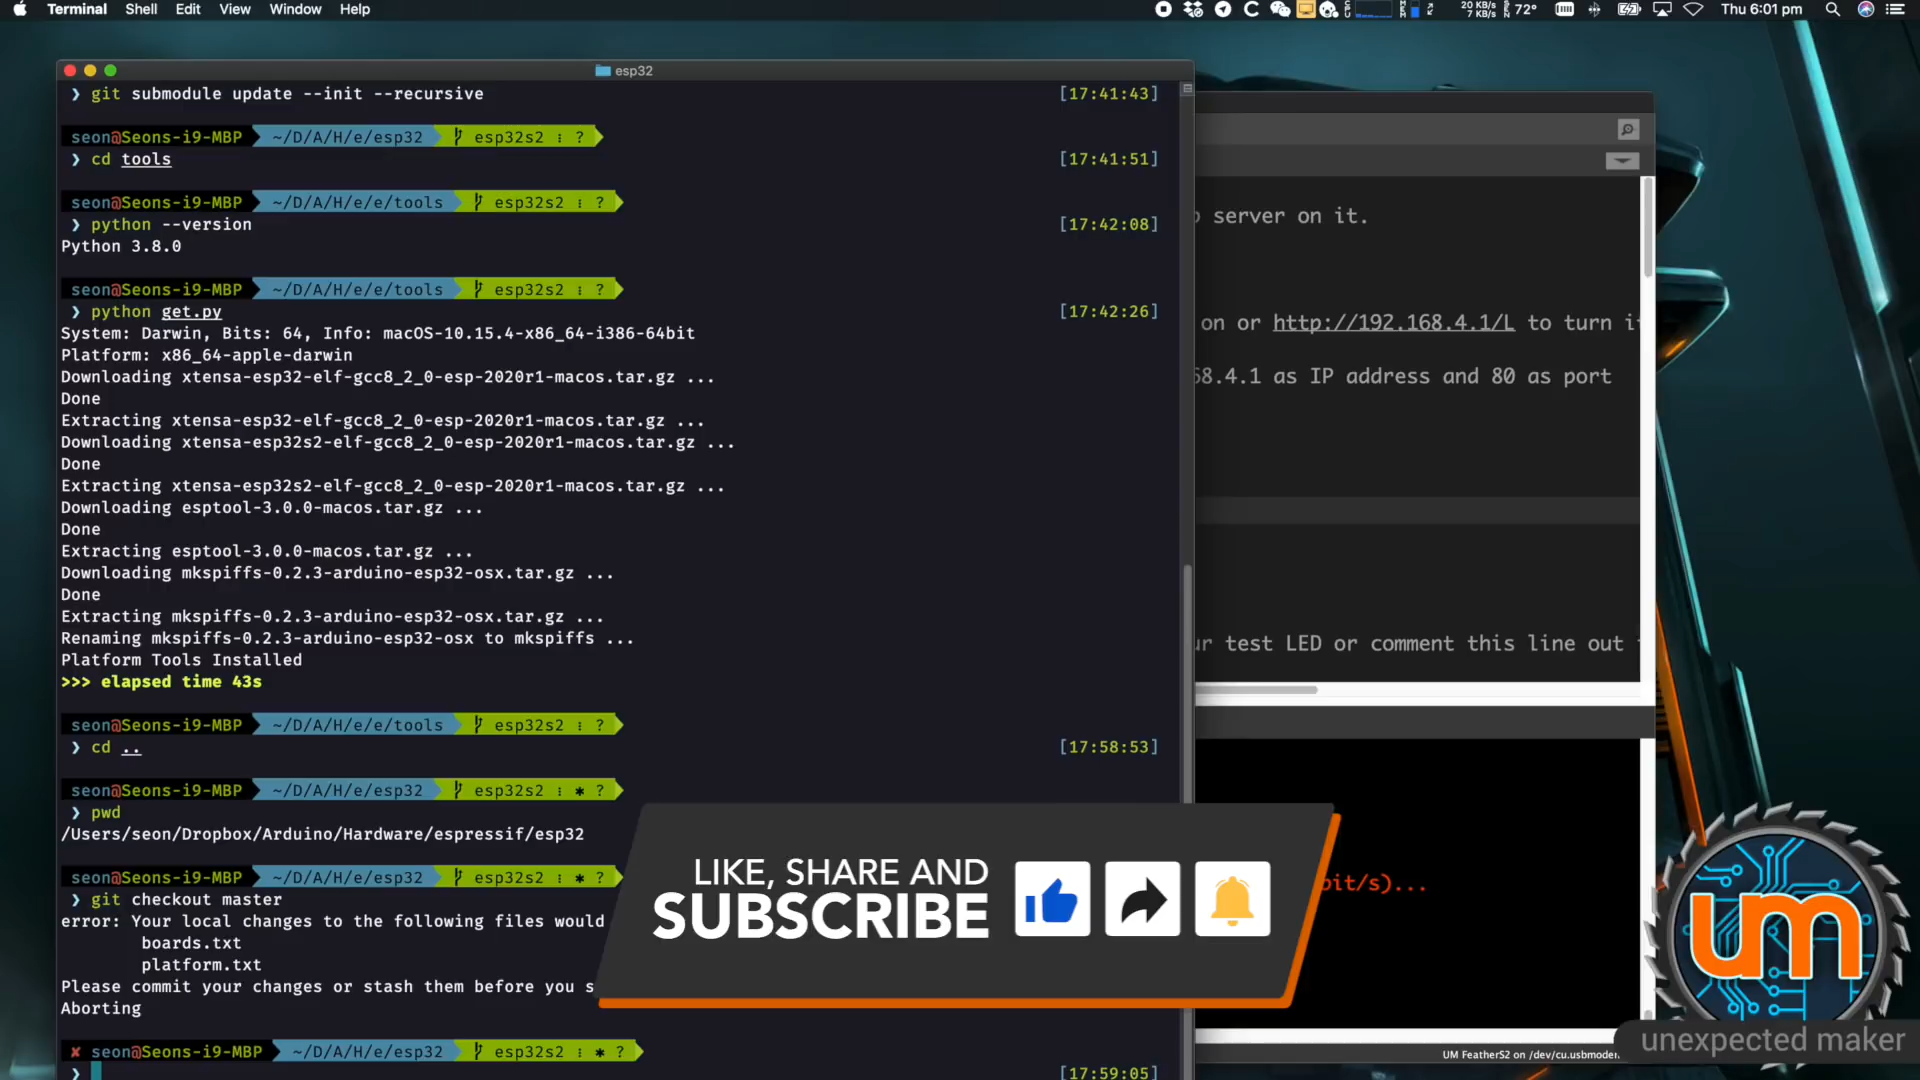 Terminal Shell Edit View Window Help
20 KB/s
7 KB/s
72°
Thu 6:01 pm
esp32
❯ git submodule update --init --recursive [17:41:43]
seon@Seons-i9-MBP ~/D/A/H/e/esp32 esp32s2 : ?
❯ cd tools [17:41:51]
seon@Seons-i9-MBP ~/D/A/H/e/e/tools esp32s2 : ?
❯ python --version [17:42:08]
Python 3.8.0
seon@Seons-i9-MBP ~/D/A/H/e/e/tools esp32s2 : ?
❯ python get.py [17:42:26]
System: Darwin, Bits: 64, Info: macOS-10.15.4-x86_64-i386-64bit
Platform: x86_64-apple-darwin
Downloading xtensa-esp32-elf-gcc8_2_0-esp-2020r1-macos.tar.gz ...
Done
Extracting xtensa-esp32-elf-gcc8_2_0-esp-2020r1-macos.tar.gz ...
Downloading xtensa-esp32s2-elf-gcc8_2_0-esp-2020r1-macos.tar.gz ...
Done
Extracting xtensa-esp32s2-elf-gcc8_2_0-esp-2020r1-macos.tar.gz ...
Downloading esptool-3.0.0-macos.tar.gz ...
Done
Extracting esptool-3.0.0-macos.tar.gz ...
Downloading mkspiffs-0.2.3-arduino-esp32-osx.tar.gz ...
Done
Extracting mkspiffs-0.2.3-arduino-esp32-osx.tar.gz ...
Renaming mkspiffs-0.2.3-arduino-esp32-osx to mkspiffs ...
Platform Tools Installed
>>> elapsed time 43s
seon@Seons-i9-MBP ~/D/A/H/e/e/tools esp32s2 : ?
❯ cd .. [17:58:53]
seon@Seons-i9-MBP ~/D/A/H/e/esp32 esp32s2 : * ?
❯ pwd
/Users/seon/Dropbox/Arduino/Hardware/espressif/esp32
seon@Seons-i9-MBP ~/D/A/H/e/esp32 esp32s2 : * ?
❯ git checkout master
error: Your local changes to the following files would
boards.txt
platform.txt
Please commit your changes or stash them before you s
Aborting
✘ seon@Seons-i9-MBP ~/D/A/H/e/esp32 esp32s2 : * ?
❯ [17:59:05]
server on it.
on or http://192.168.4.1/L to turn it
68.4.1 as IP address and 80 as port
ur test LED or comment this line out
bit/s)...
LIKE, SHARE AND
SUBSCRIBE
um
unexpected maker
UM FeatherS2 on /dev/cu.usbmodem